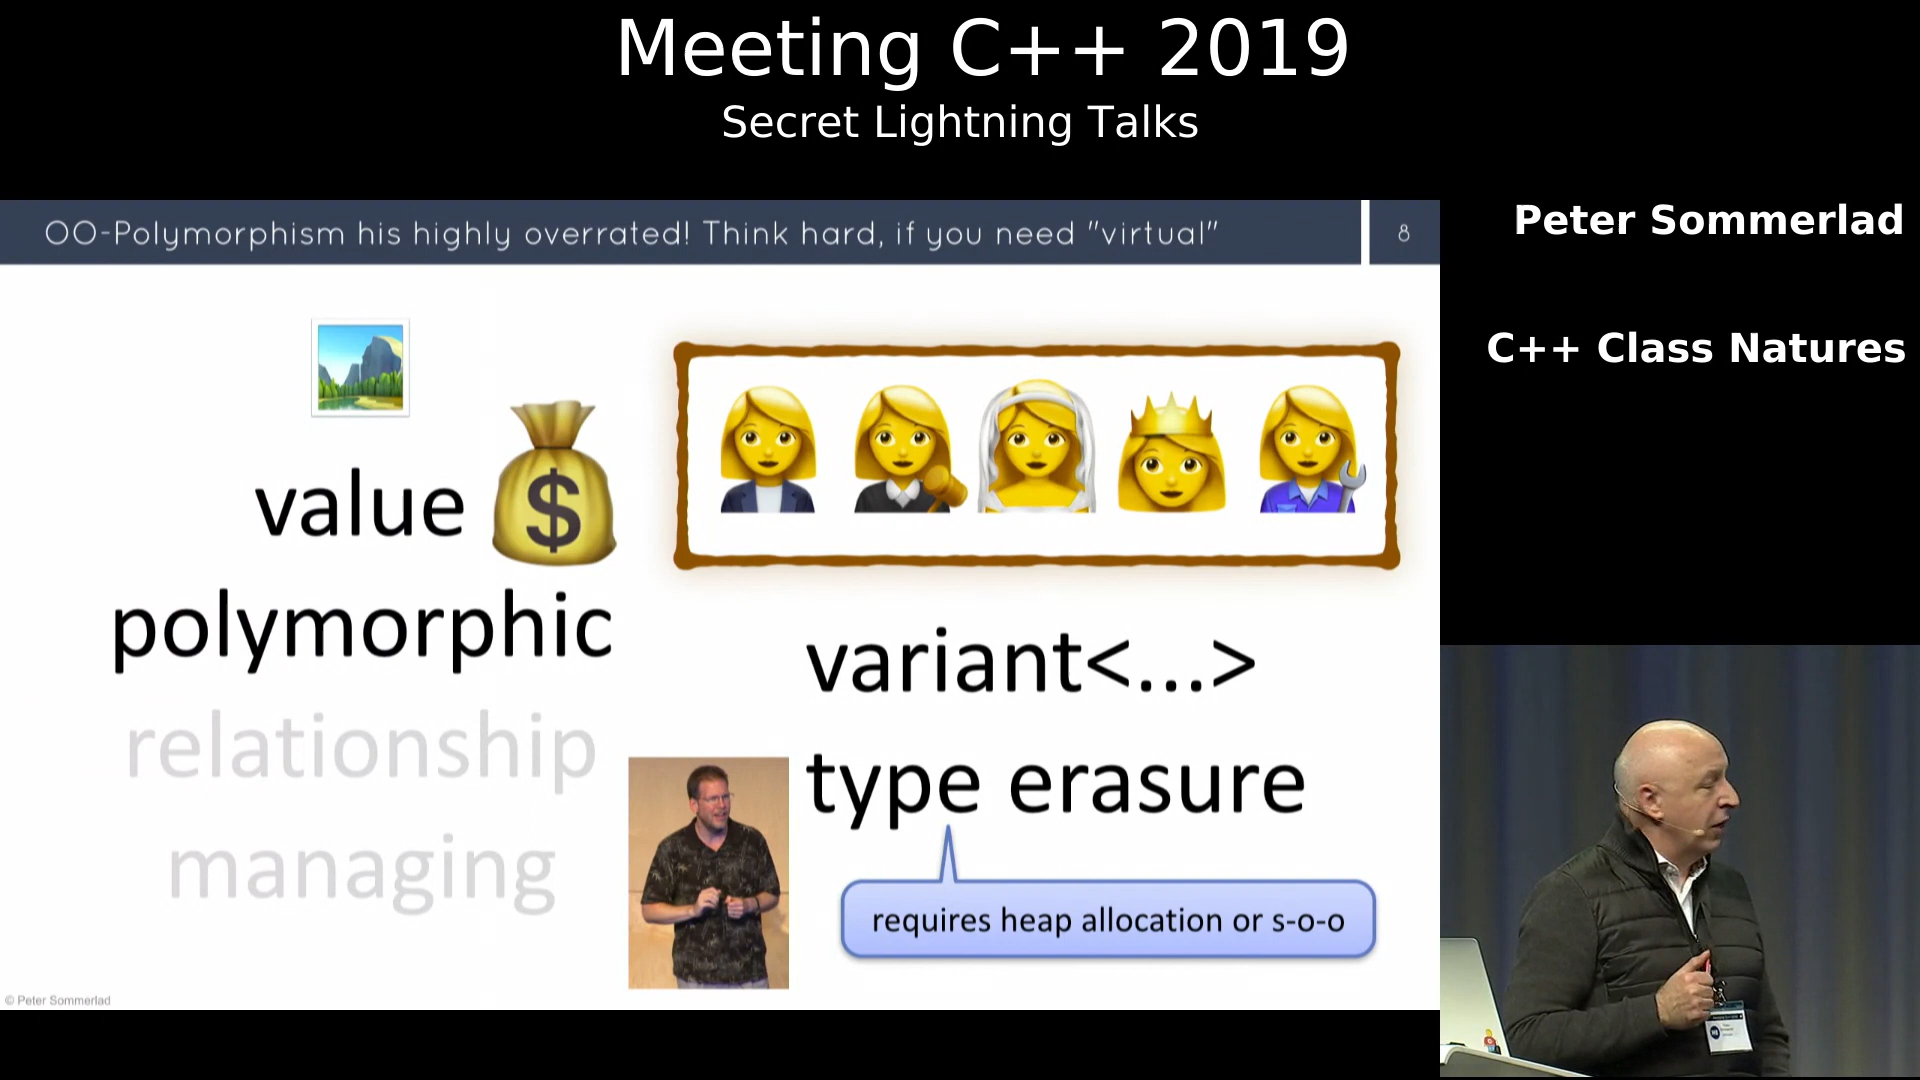 Meeting C++ 2019
Secret Lightning Talks
OO-Polymorphism his highly overrated! Think hard, if you need "virtual"
8
Peter Sommerlad
C++ Class Natures
value
$
polymorphic
relationship
managing
variant<...>
type erasure
requires heap allocation or s-o-o
© Peter Sommerlad